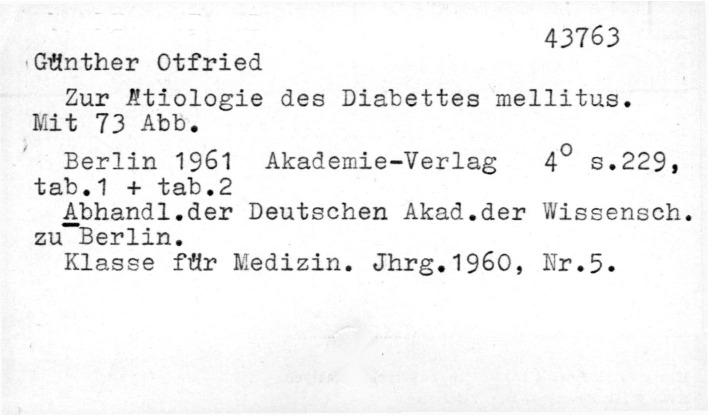 43763
Günther Otfried
Zur Ätiologie des Diabettes mellitus.
Mit 73 Abb.
Berlin 1961 Akademie-Verlag 4° s.229,
tab.1 + tab.2
Abhandl.der Deutschen Akad.der Wissensch.
zu Berlin.
Klasse für Medizin. Jhrg.1960, Nr.5.